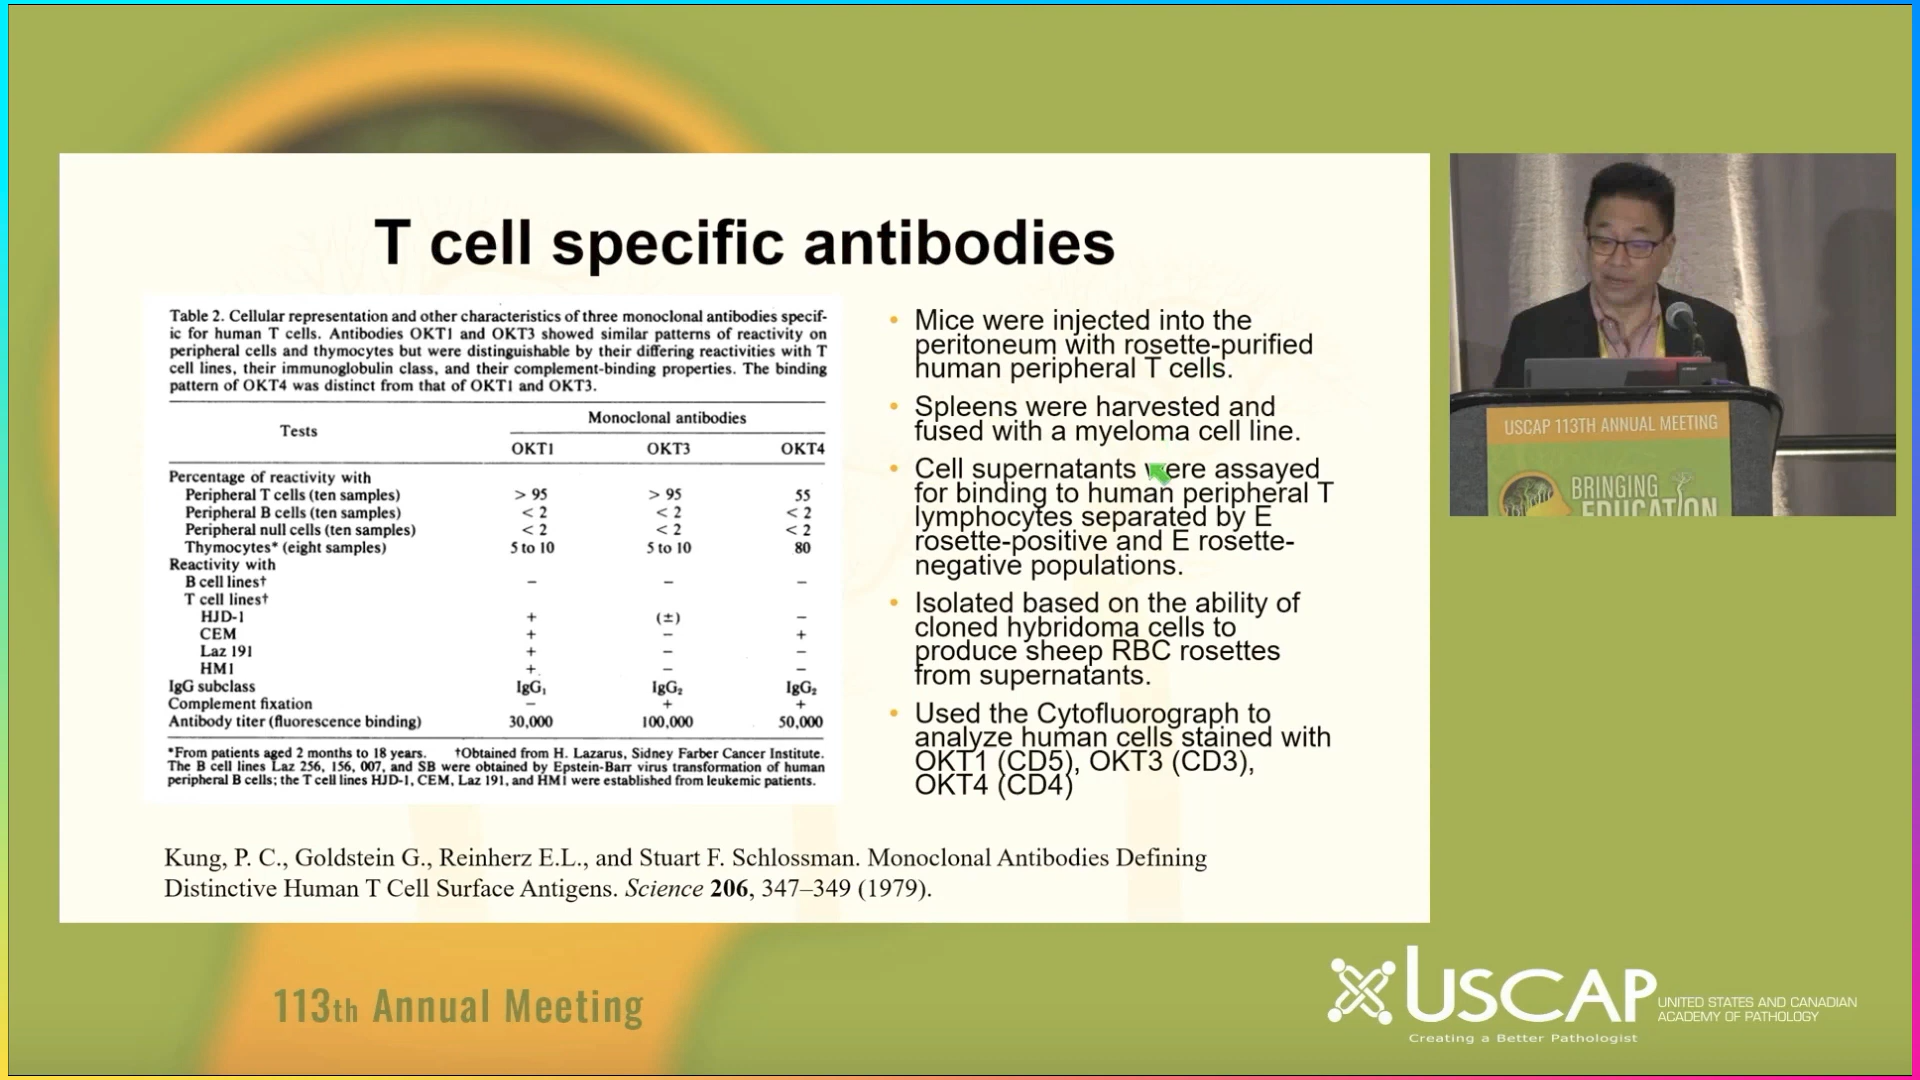 T cell specific antibodies
Table 2. Cellular representation and other characteristics of three monoclonal antibodies specif-
ic for human T cells. Antibodies OKT1 and OKT3 showed similar patterns of reactivity on
peripheral cells and thymocytes but were distinguishable by their differing reactivities with T
cell lines, their immunoglobulin class, and their complement-binding properties. The binding
pattern of OKT4 was distinct from that of OKT1 and OKT3.
Tests Monoclonal antibodies
OKT1 OKT3 OKT4
Percentage of reactivity with
Peripheral T cells (ten samples) > 95 > 95 55
Peripheral B cells (ten samples) < 2 < 2 < 2
Peripheral null cells (ten samples) < 2 < 2 < 2
Thymocytes* (eight samples) 5 to 10 5 to 10 80
Reactivity with
B cell lines† − − −
T cell lines†
HJD-1 + (±) −
CEM + − +
Laz 191 + − −
HM1 + − −
IgG subclass IgG₁ IgG₂ IgG₂
Complement fixation − + +
Antibody titer (fluorescence binding) 30,000 100,000 50,000
*From patients aged 2 months to 18 years. †Obtained from H. Lazarus, Sidney Farber Cancer Institute.
The B cell lines Laz 256, 156, 007, and SB were obtained by Epstein-Barr virus transformation of human
peripheral B cells; the T cell lines HJD-1, CEM, Laz 191, and HM1 were established from leukemic patients.
• Mice were injected into the
peritoneum with rosette-purified
human peripheral T cells.
• Spleens were harvested and
fused with a myeloma cell line.
• Cell supernatants were assayed
for binding to human peripheral T
lymphocytes separated by E
rosette-positive and E rosette-
negative populations.
• Isolated based on the ability of
cloned hybridoma cells to
produce sheep RBC rosettes
from supernatants.
• Used the Cytofluorograph to
analyze human cells stained with
OKT1 (CD5), OKT3 (CD3),
OKT4 (CD4)
Kung, P. C., Goldstein G., Reinherz E.L., and Stuart F. Schlossman. Monoclonal Antibodies Defining
Distinctive Human T Cell Surface Antigens. Science 206, 347–349 (1979).
USCAP 113TH ANNUAL MEETING
BRINGING
EDUCATION
113th Annual Meeting
USCAP
UNITED STATES AND CANADIAN
ACADEMY OF PATHOLOGY
Creating a Better Pathologist